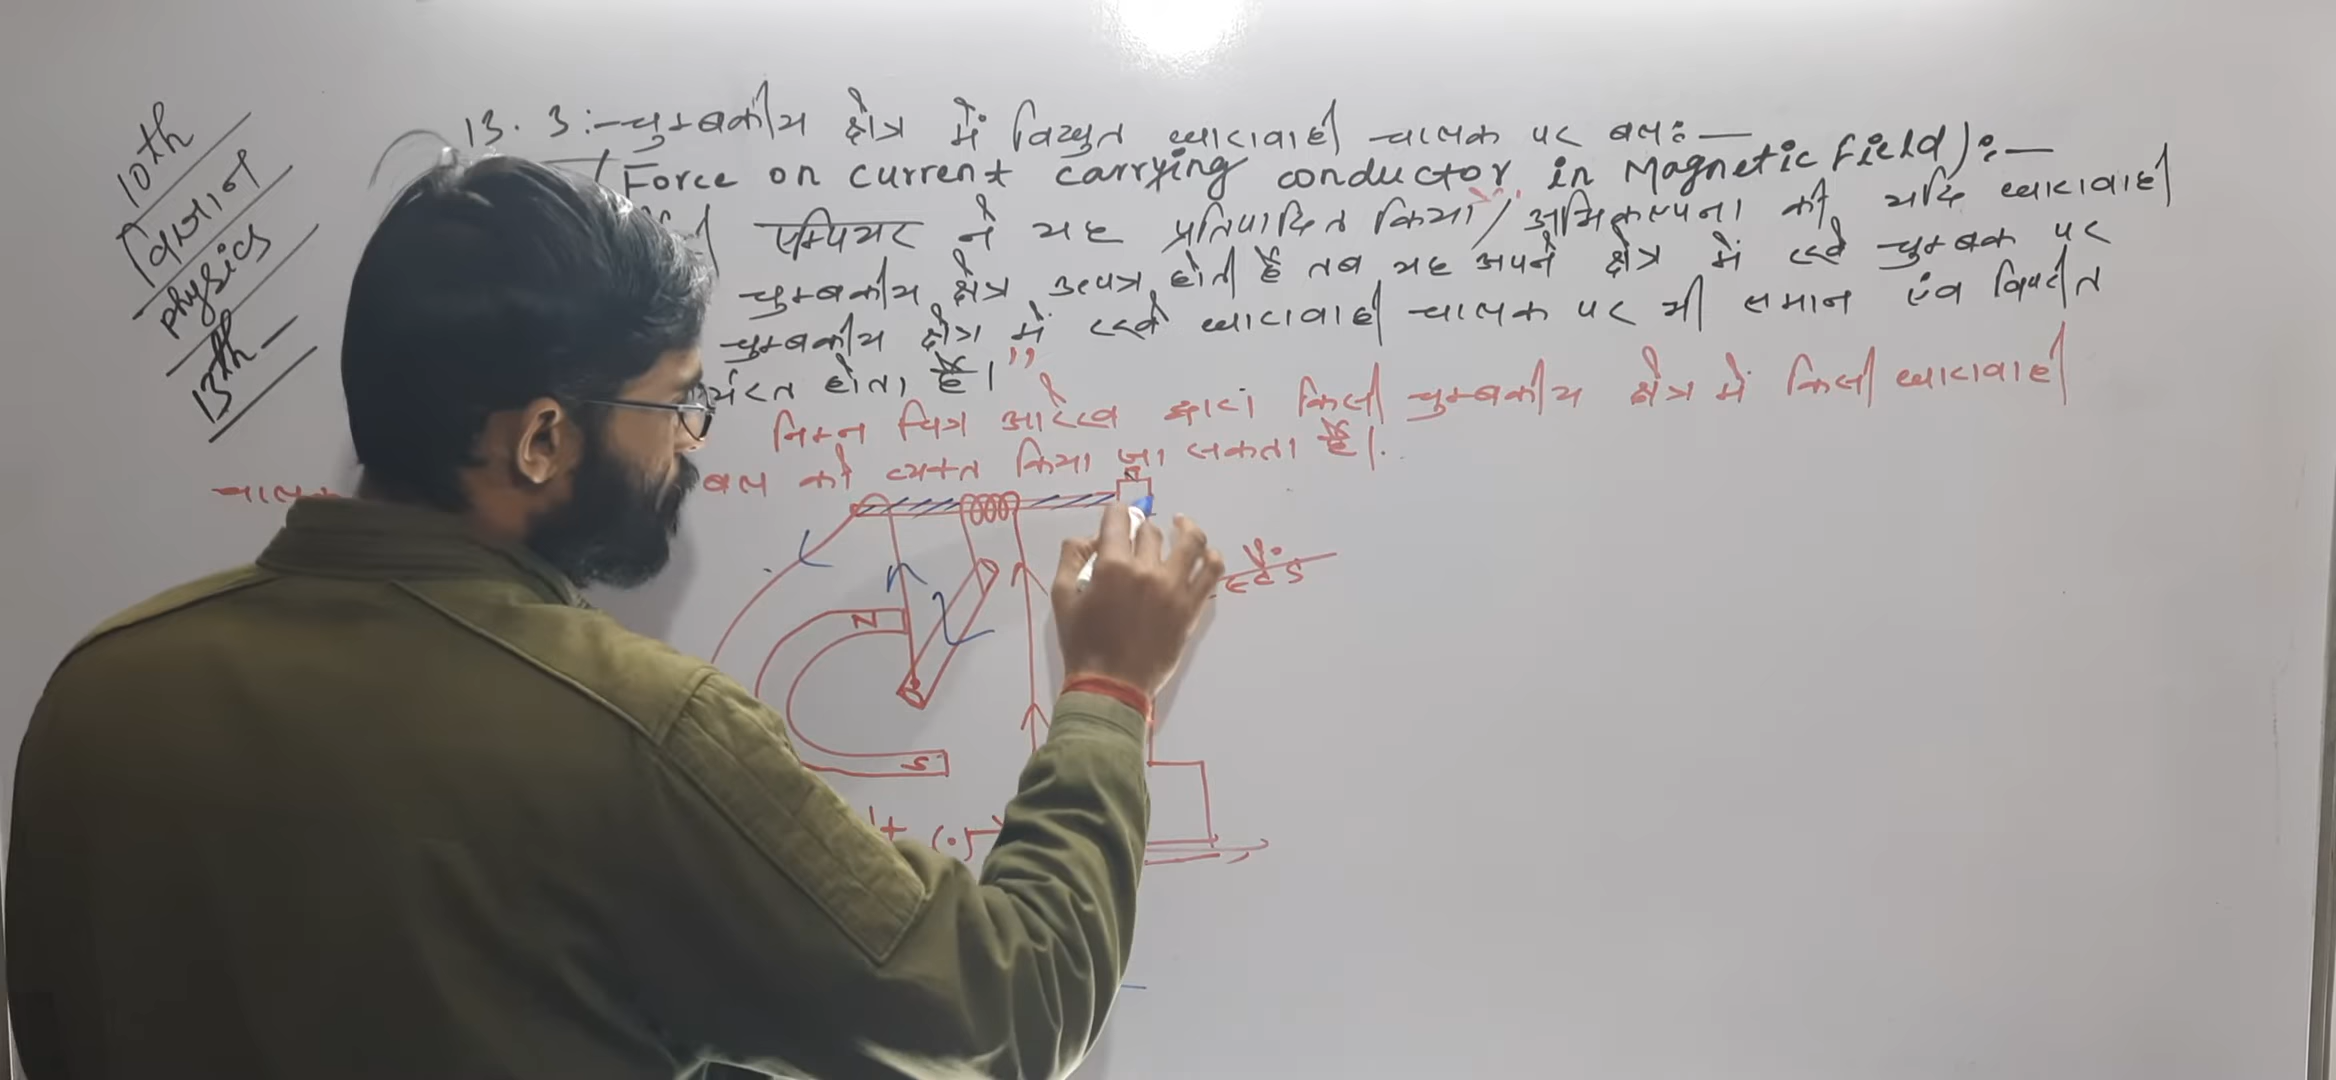 10th
विज्ञान
physics
13th
13. 3:- चुम्बकीय क्षेत्र में विद्युत धारावाही चालक पर बल:-
(Force on current carrying conductor in Magnetic field):-
एम्पियर ने यह प्रतिपादित किया / अभिकल्पना की यदि धारावाही
चुम्बकीय क्षेत्र उत्पन्न होती है तब यह अपने क्षेत्र में रखे चुम्बक पर
चुम्बकीय क्षेत्र में रखे धारावाही चालक पर भी समान एंव विपरीत
होता है।”
निम्न चित्र आरेख द्वारा किसी चुम्बकीय क्षेत्र में किसी धारावाही
चालक बल को व्यक्त किया जा सकता है।
N
S
+ (.)